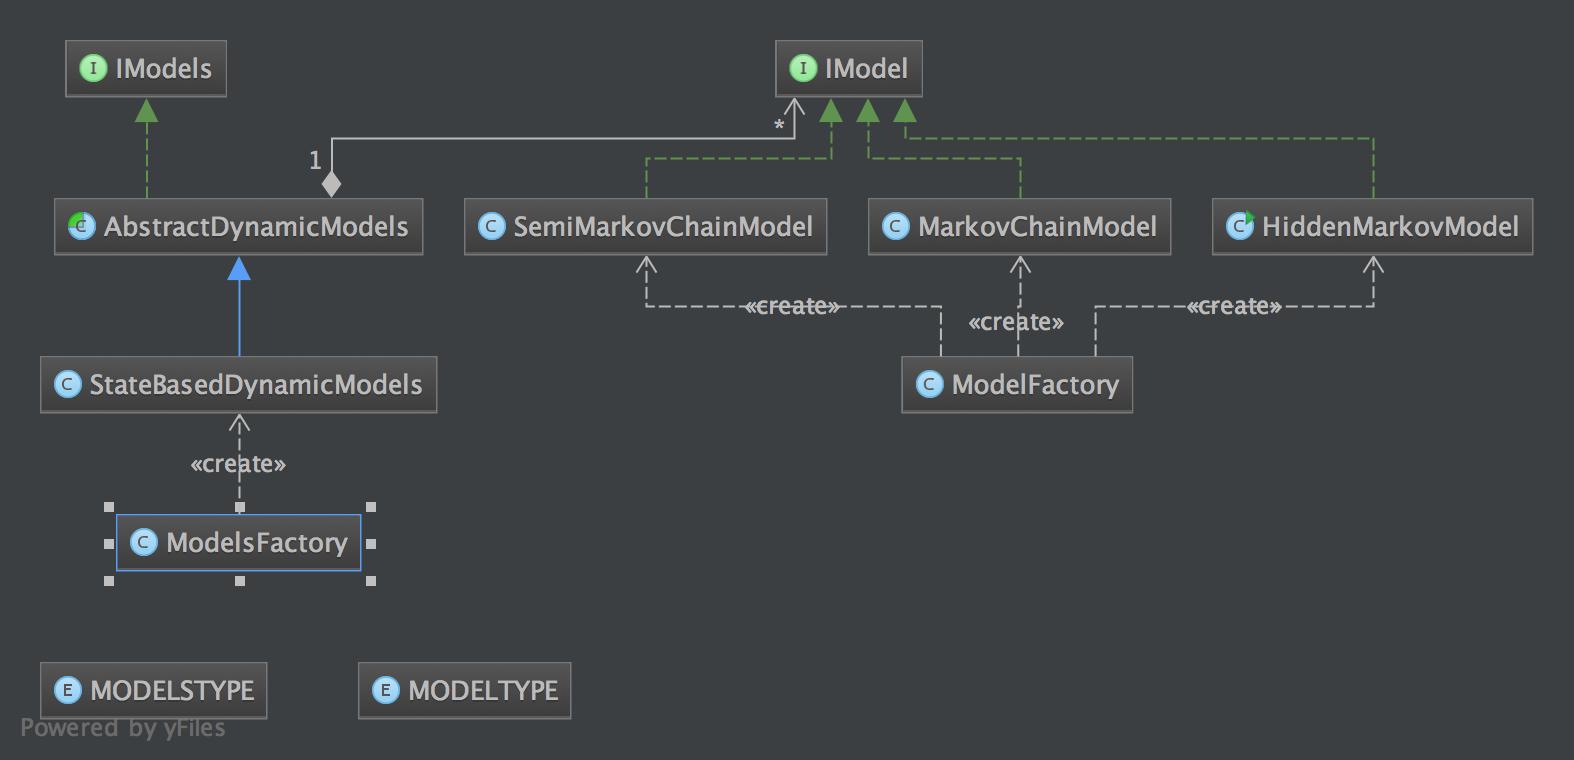 IModels
IModel
*
1
AbstractDynamicModels
SemiMarkovChainModel
MarkovChainModel
HiddenMarkovModel
«create»
«create»
«create»
StateBasedDynamicModels
ModelFactory
«create»
ModelsFactory
MODELSTYPE
MODELTYPE
Powered by yFiles